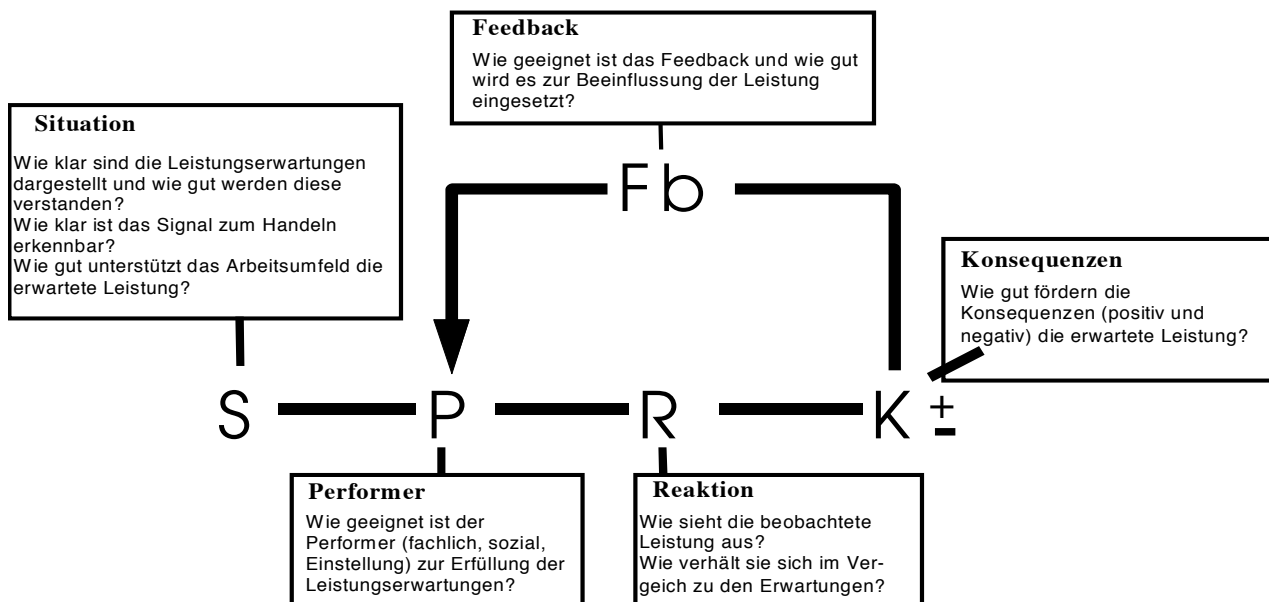 Feedback
Wie geeignet ist das Feedback und wie gut
wird es zur Beeinflussung der Leistung
eingesetzt?
Situation
Wie klar sind die Leistungserwartungen
dargestellt und wie gut werden diese
verstanden?
Wie klar ist das Signal zum Handeln
erkennbar?
Wie gut unterstützt das Arbeitsumfeld die
erwartete Leistung?
Fb
Konsequenzen
Wie gut fördern die
Konsequenzen (positiv und
negativ) die erwartete Leistung?
S P R K ±
Performer
Wie geeignet ist der
Performer (fachlich, sozial,
Einstellung) zur Erfüllung der
Leistungserwartungen?
Reaktion
Wie sieht die beobachtete
Leistung aus?
Wie verhält sie sich im Ver-
geich zu den Erwartungen?